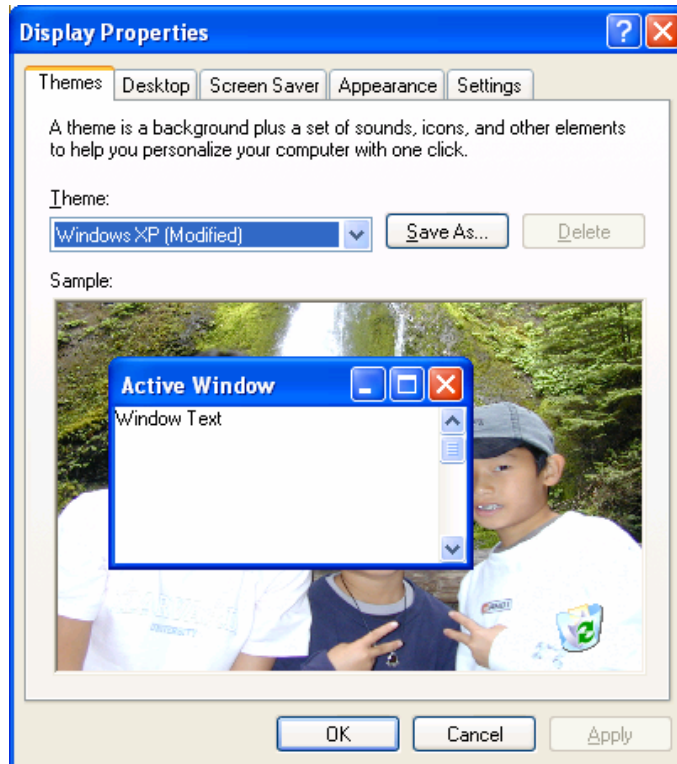 Display Properties
Themes Desktop Screen Saver Appearance Settings
A theme is a background plus a set of sounds, icons, and other elements
to help you personalize your computer with one click.
Theme:
Windows XP (Modified) Save As... Delete
Sample:
Active Window
Window Text
UNIVERSITY
OK Cancel Apply